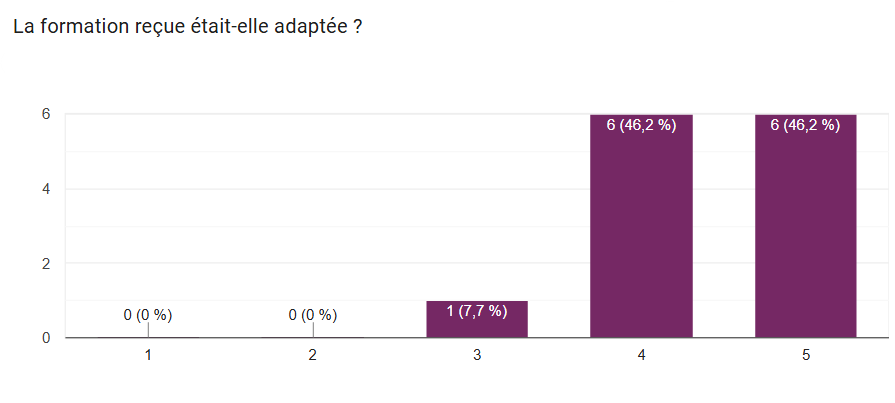 La formation reçue était-elle adaptée ?
6
6 (46,2 %)
6 (46,2 %)
4
2
0 (0 %)
0 (0 %)
1 (7,7 %)
0
1
2
3
4
5